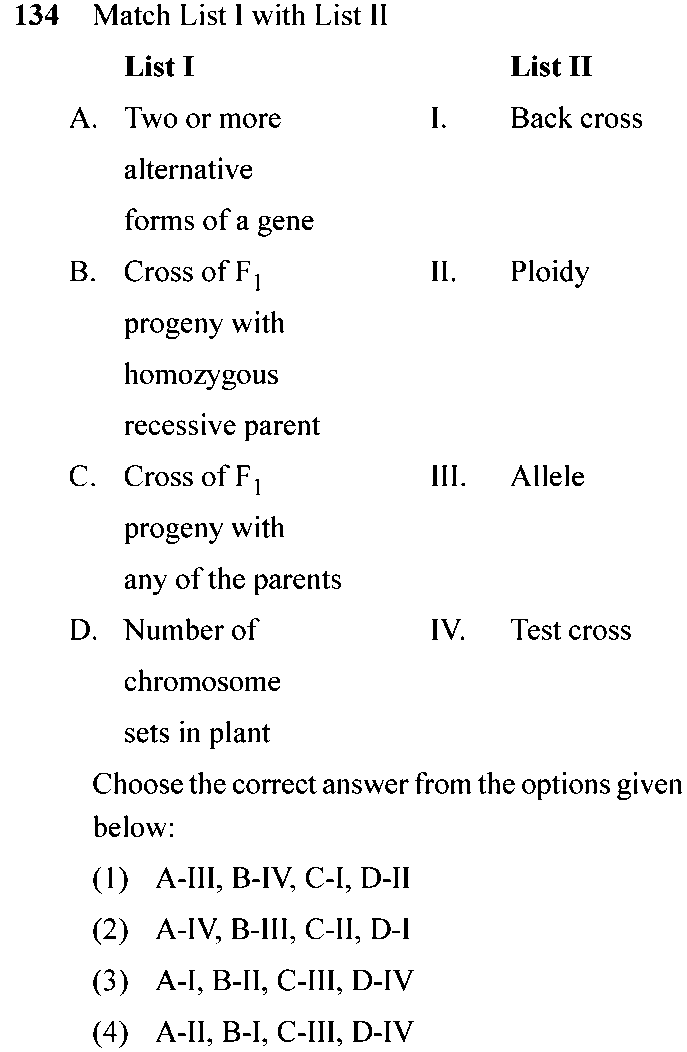 134 Match List I with List II
List I List II
A. Two or more I. Back cross
alternative
forms of a gene
B. Cross of F1 II. Ploidy
progeny with
homozygous
recessive parent
C. Cross of F1 III. Allele
progeny with
any of the parents
D. Number of IV. Test cross
chromosome
sets in plant
Choose the correct answer from the options given
below:
(1) A-III, B-IV, C-I, D-II
(2) A-IV, B-III, C-II, D-I
(3) A-I, B-II, C-III, D-IV
(4) A-II, B-I, C-III, D-IV